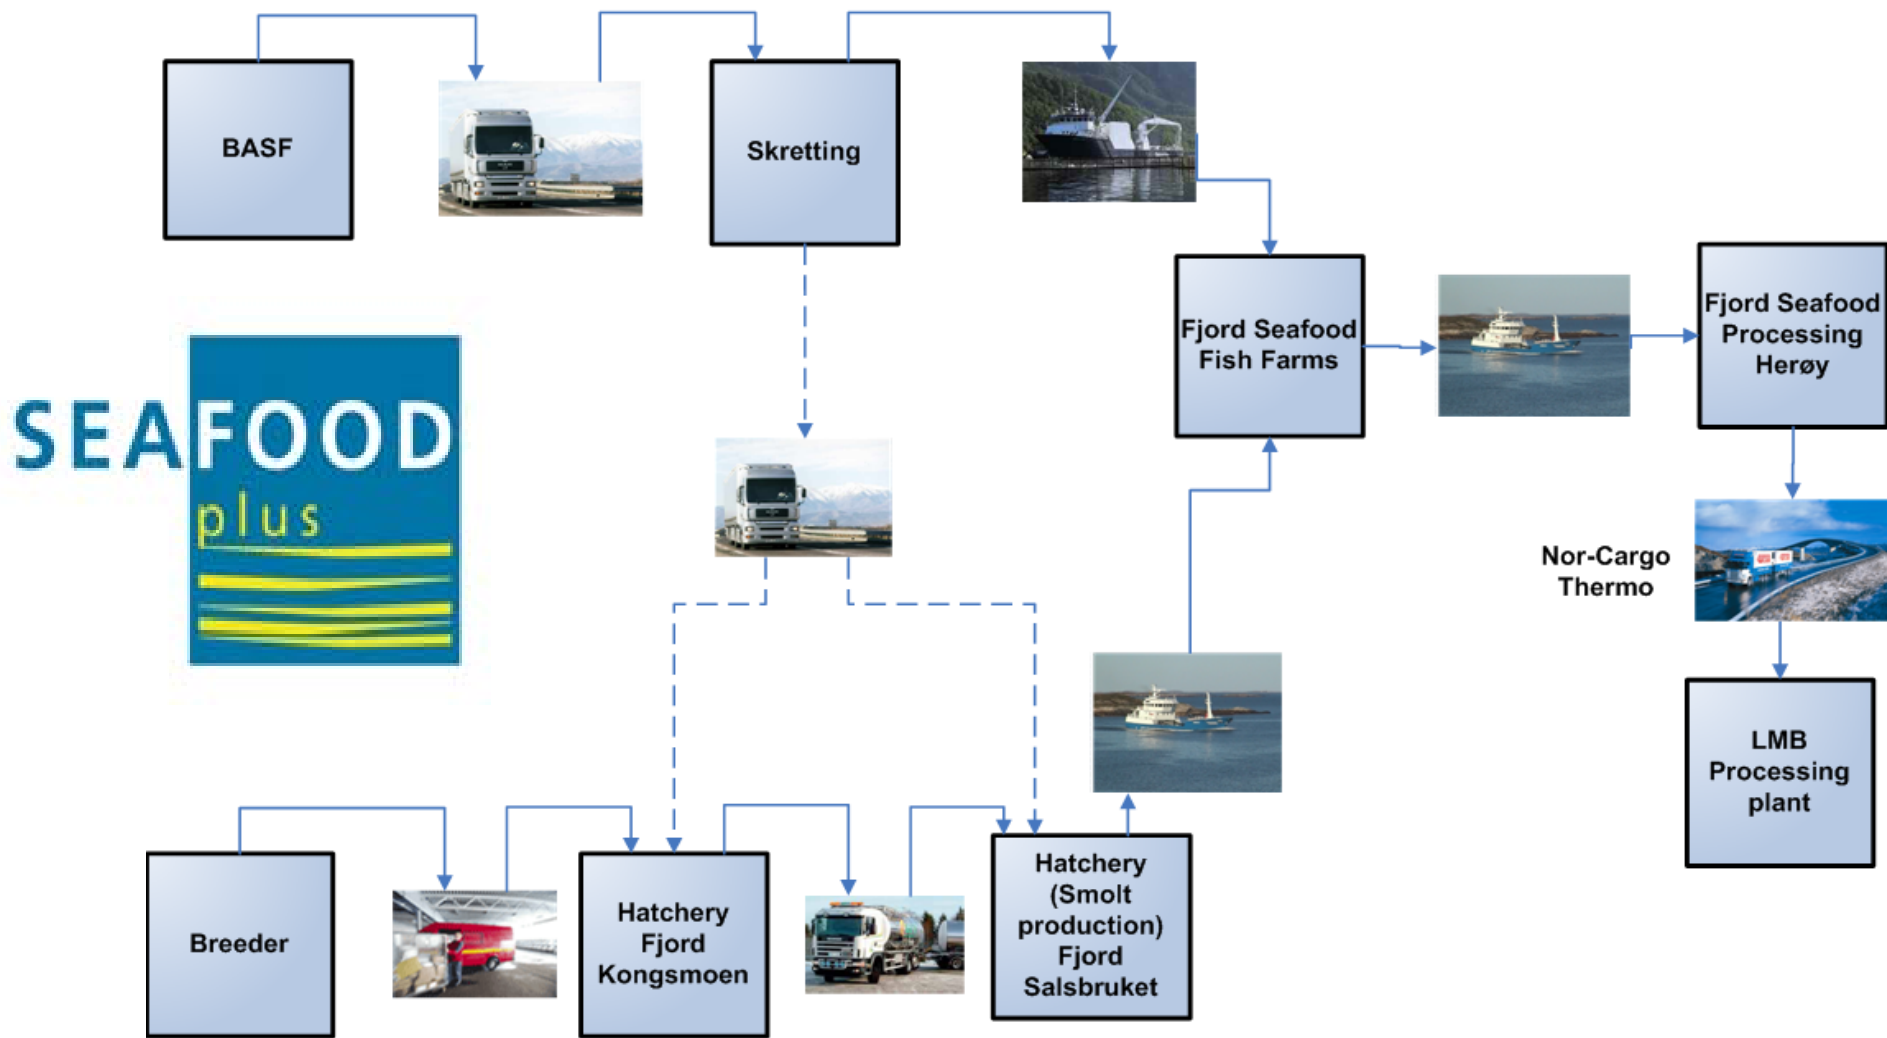 BASF
Skretting
SEAFOOD
plus
Fjord Seafood
Fish Farms
Fjord Seafood
Processing
Herøy
Nor-Cargo
Thermo
LMB
Processing
plant
Breeder
Hatchery
Fjord
Kongsmoen
Hatchery
(Smolt
production)
Fjord
Salsbruket